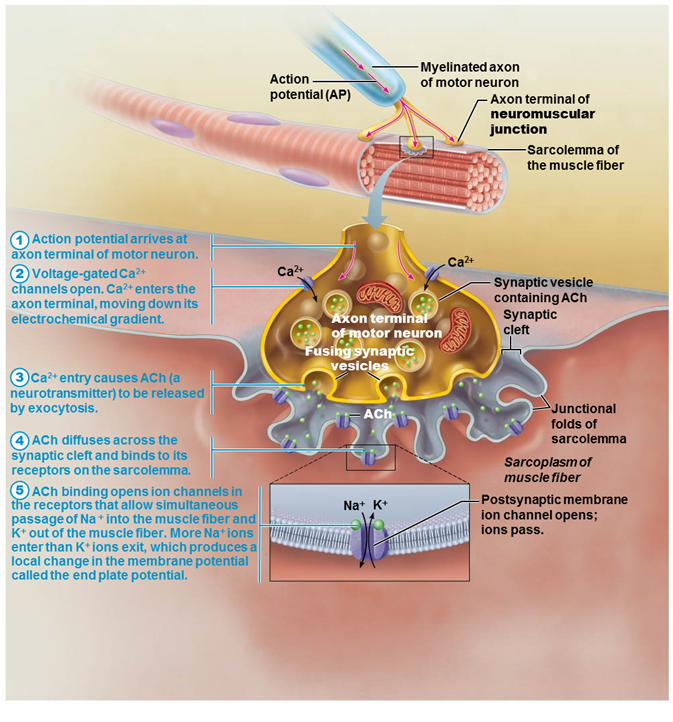 Myelinated axon
of motor neuron
Action
potential (AP)
Axon terminal of
neuromuscular
junction
Sarcolemma of
the muscle fiber
1 Action potential arrives at
axon terminal of motor neuron.
2 Voltage-gated Ca²⁺
channels open. Ca²⁺ enters
the axon terminal, moving down its
electrochemical gradient.
Ca²⁺
Ca²⁺
Synaptic vesicle
containing ACh
Synaptic
cleft
Axon terminal
of motor neuron
Fusing synaptic
vesicles
3 Ca²⁺ entry causes ACh (a
neurotransmitter) to be released
by exocytosis.
ACh
Junctional
folds of
sarcolemma
4 ACh diffuses across the
synaptic cleft and binds to its
receptors on the sarcolemma.
Sarcoplasm of
muscle fiber
5 ACh binding opens ion channels in
the receptors that allow simultaneous
passage of Na⁺ into the muscle fiber and
K⁺ out of the muscle fiber. More Na⁺ ions
enter than K⁺ ions exit, which produces a
local change in the membrane potential
called the end plate potential.
Na⁺ K⁺
Postsynaptic membrane
ion channel opens;
ions pass.